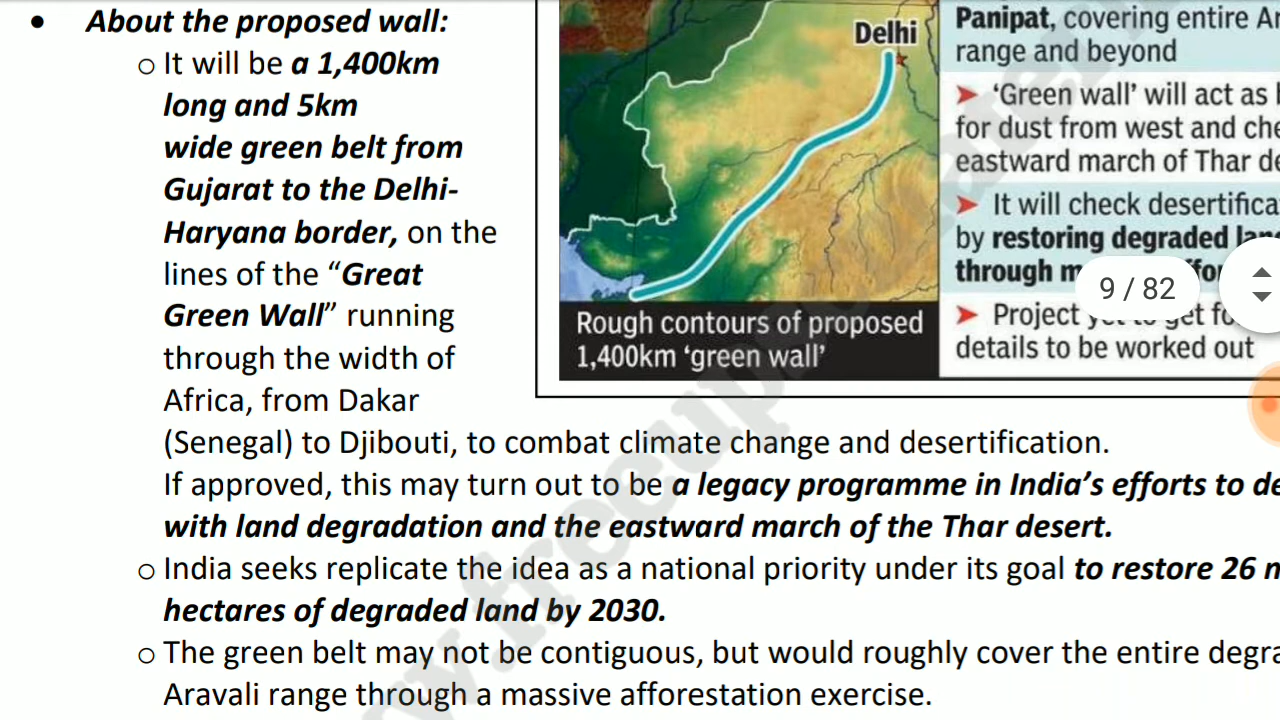 • About the proposed wall:
o It will be a 1,400km
long and 5km
wide green belt from
Gujarat to the Delhi-
Haryana border, on the
lines of the “Great
Green Wall” running
through the width of
Africa, from Dakar
(Senegal) to Djibouti, to combat climate change and desertification.
If approved, this may turn out to be a legacy programme in India’s efforts to de
with land degradation and the eastward march of the Thar desert.
o India seeks replicate the idea as a national priority under its goal to restore 26 m
hectares of degraded land by 2030.
o The green belt may not be contiguous, but would roughly cover the entire degra
Aravali range through a massive afforestation exercise.
Delhi
Rough contours of proposed
1,400km ‘green wall’
Panipat, covering entire Ar
range and beyond
➤ ‘Green wall’ will act as
for dust from west and che
eastward march of Thar de
➤ It will check desertifica
by restoring degraded
through
➤ Project yet to get fo
details to be worked out
9 / 82